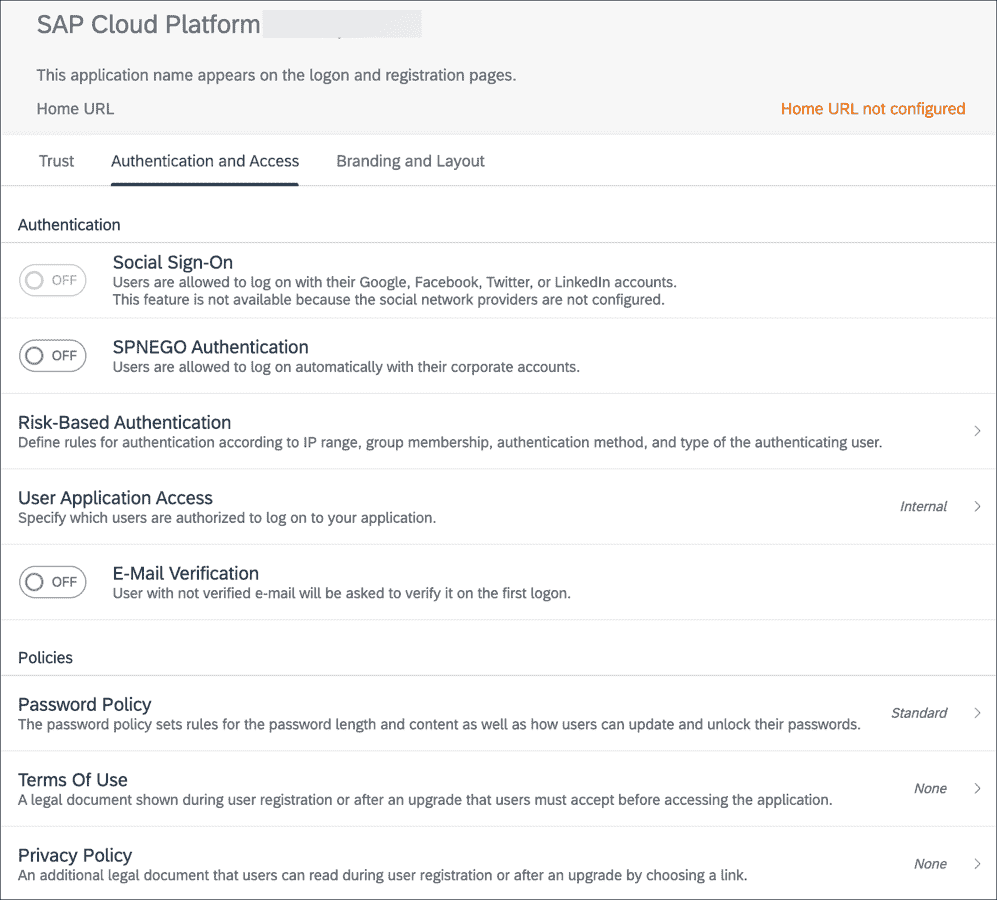 SAP Cloud Platform
This application name appears on the logon and registration pages.
Home URL
Home URL not configured
Trust
Authentication and Access
Branding and Layout
Authentication
OFF
Social Sign-On
Users are allowed to log on with their Google, Facebook, Twitter, or LinkedIn accounts.
This feature is not available because the social network providers are not configured.
OFF
SPNEGO Authentication
Users are allowed to log on automatically with their corporate accounts.
Risk-Based Authentication
Define rules for authentication according to IP range, group membership, authentication method, and type of the authenticating user.
User Application Access
Specify which users are authorized to log on to your application.
Internal
OFF
E-Mail Verification
User with not verified e-mail will be asked to verify it on the first logon.
Policies
Password Policy
The password policy sets rules for the password length and content as well as how users can update and unlock their passwords.
Standard
Terms Of Use
A legal document shown during user registration or after an upgrade that users must accept before accessing the application.
None
Privacy Policy
An additional legal document that users can read during user registration or after an upgrade by choosing a link.
None